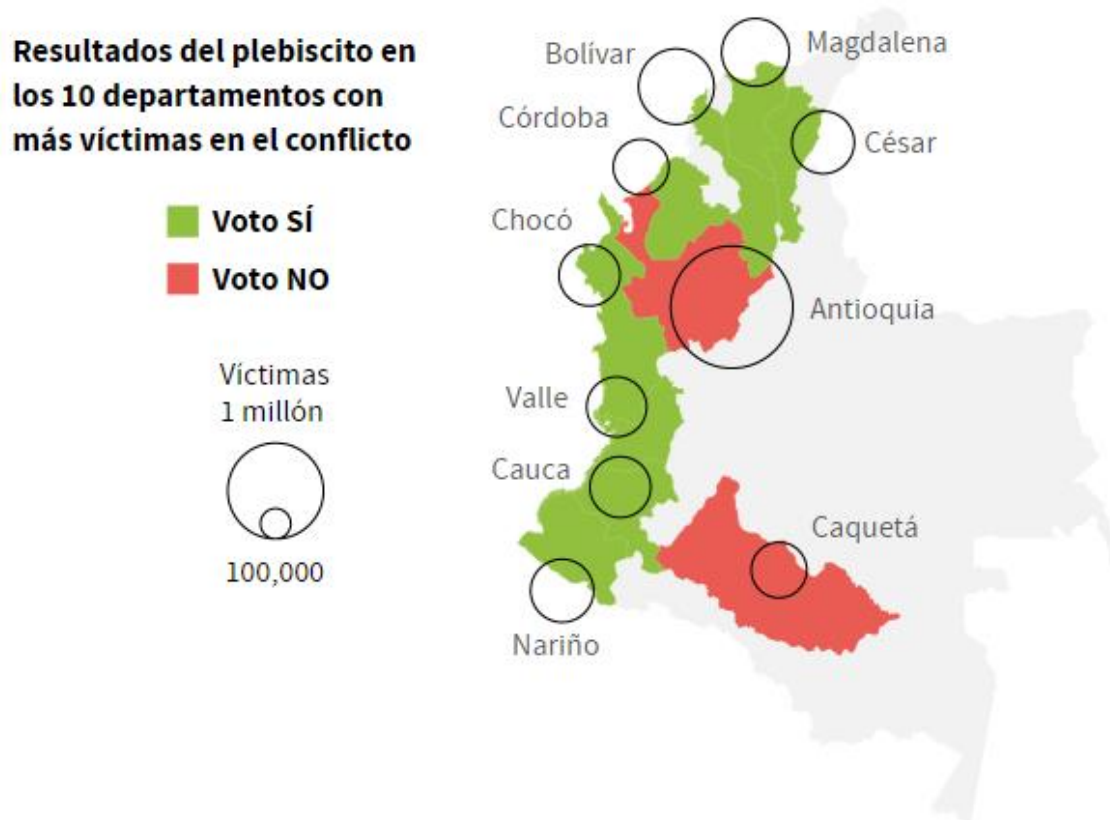 Resultados del plebiscito en
los 10 departamentos con
más víctimas en el conflicto
Voto SÍ
Voto NO
Víctimas
1 millón
100,000
Bolívar
Magdalena
Córdoba
César
Chocó
Antioquia
Valle
Cauca
Caquetá
Nariño